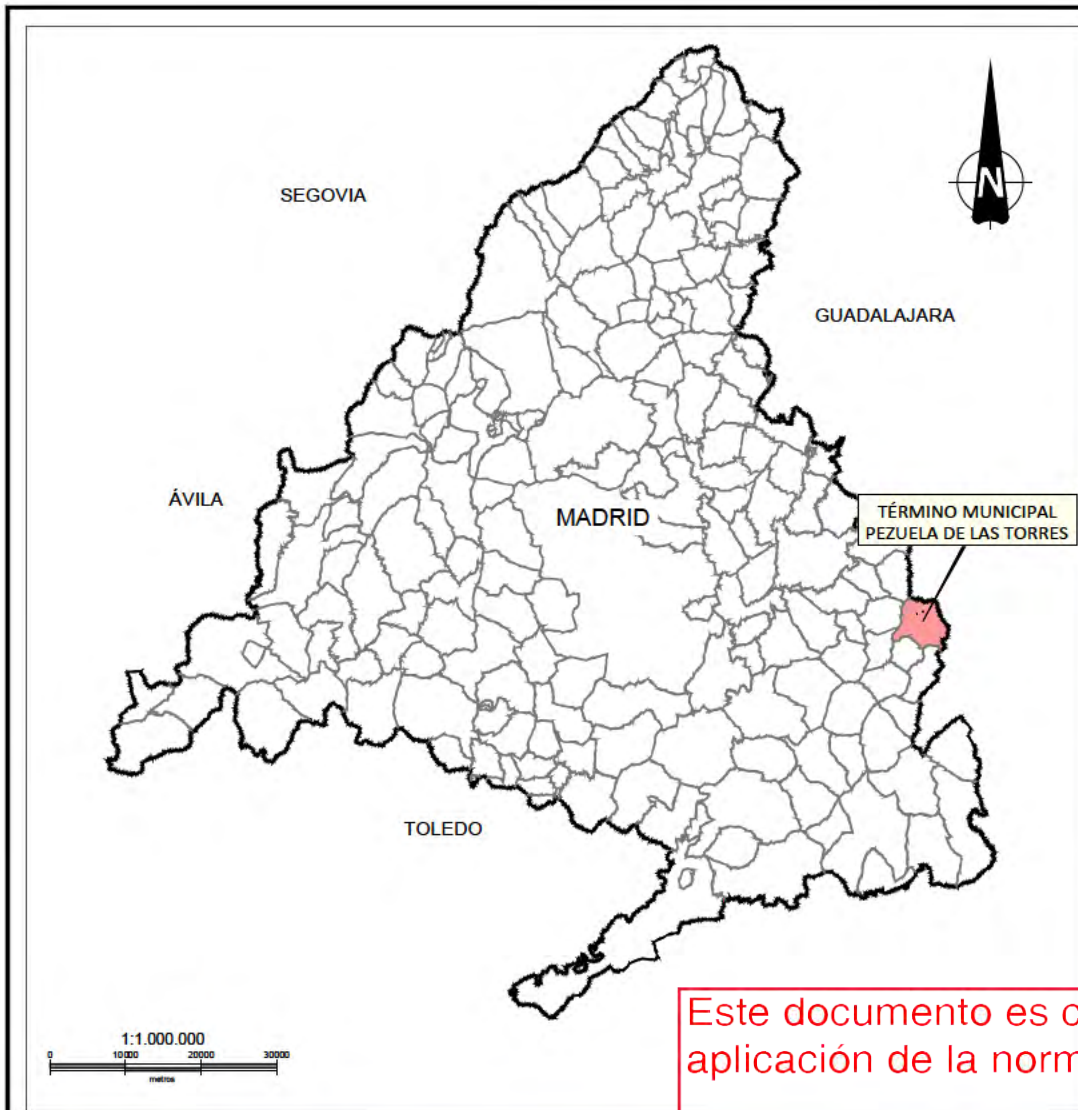 SEGOVIA
N
GUADALAJARA
ÁVILA
MADRID
TÉRMINO MUNICIPAL
PEZUELA DE LAS TORRES
TOLEDO
1:1.000.000
0 10000 20000 30000
metros
Este documento es c
aplicación de la norm